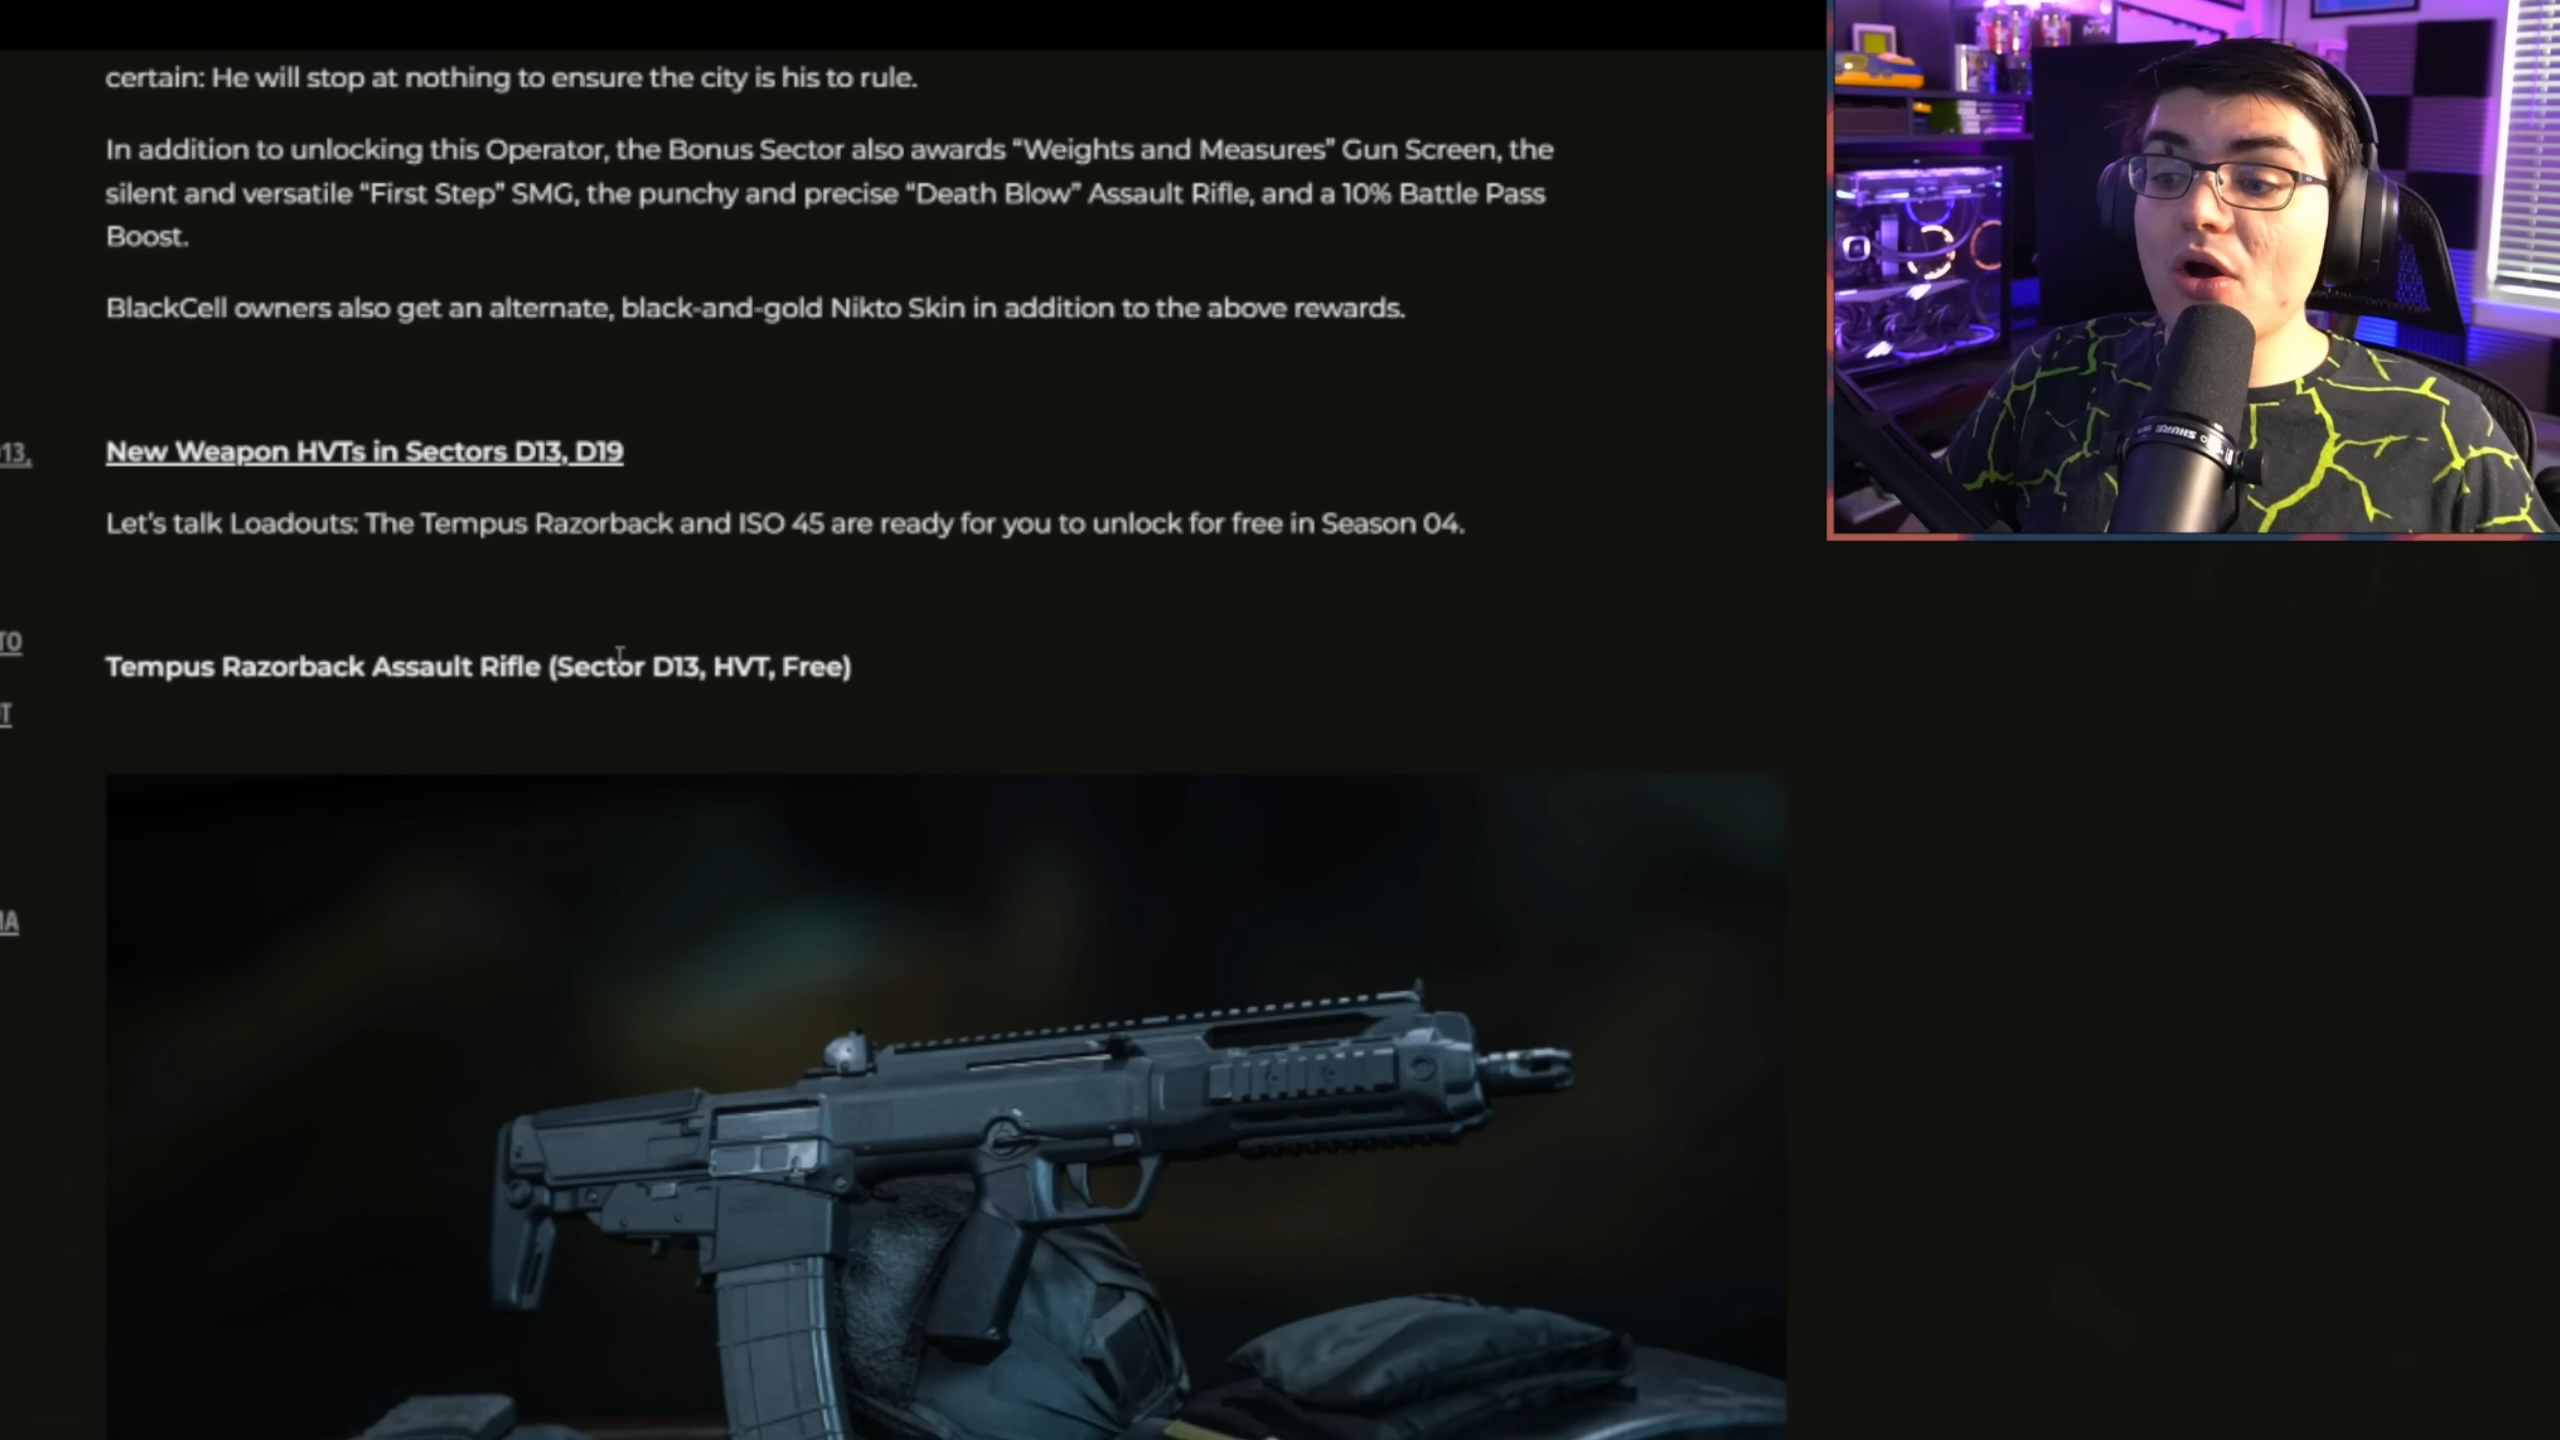 certain: He will stop at nothing to ensure the city is his to rule.
In addition to unlocking this Operator, the Bonus Sector also awards “Weights and Measures” Gun Screen, the
silent and versatile “First Step” SMG, the punchy and precise “Death Blow” Assault Rifle, and a 10% Battle Pass
Boost.
BlackCell owners also get an alternate, black-and-gold Nikto Skin in addition to the above rewards.
13,
New Weapon HVTs in Sectors D13, D19
Let’s talk Loadouts: The Tempus Razorback and ISO 45 are ready for you to unlock for free in Season 04.
TO
Tempus Razorback Assault Rifle (Sector D13, HVT, Free)
T
SHURE